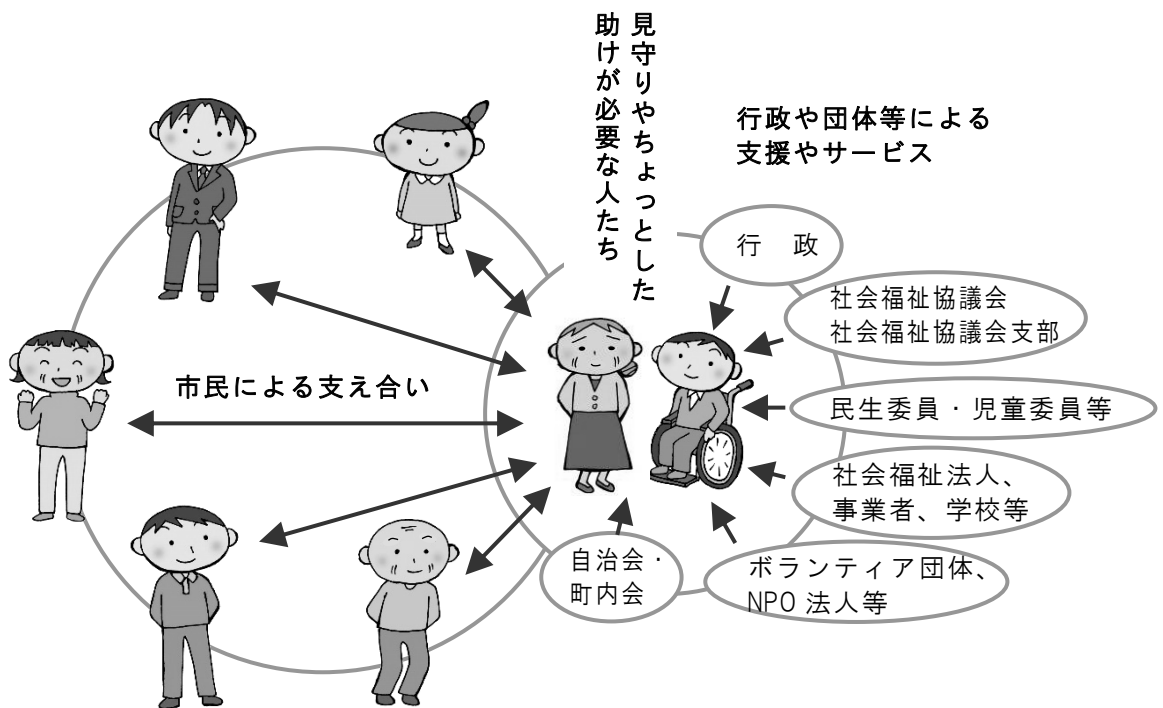 見守りやちょっとした
助けが必要な人たち
行政や団体等による
支援やサービス
市民による支え合い
行　政
社会福祉協議会
社会福祉協議会支部
民生委員・児童委員等
社会福祉法人、
事業者、学校等
ボランティア団体、
NPO 法人等
自治会・
町内会